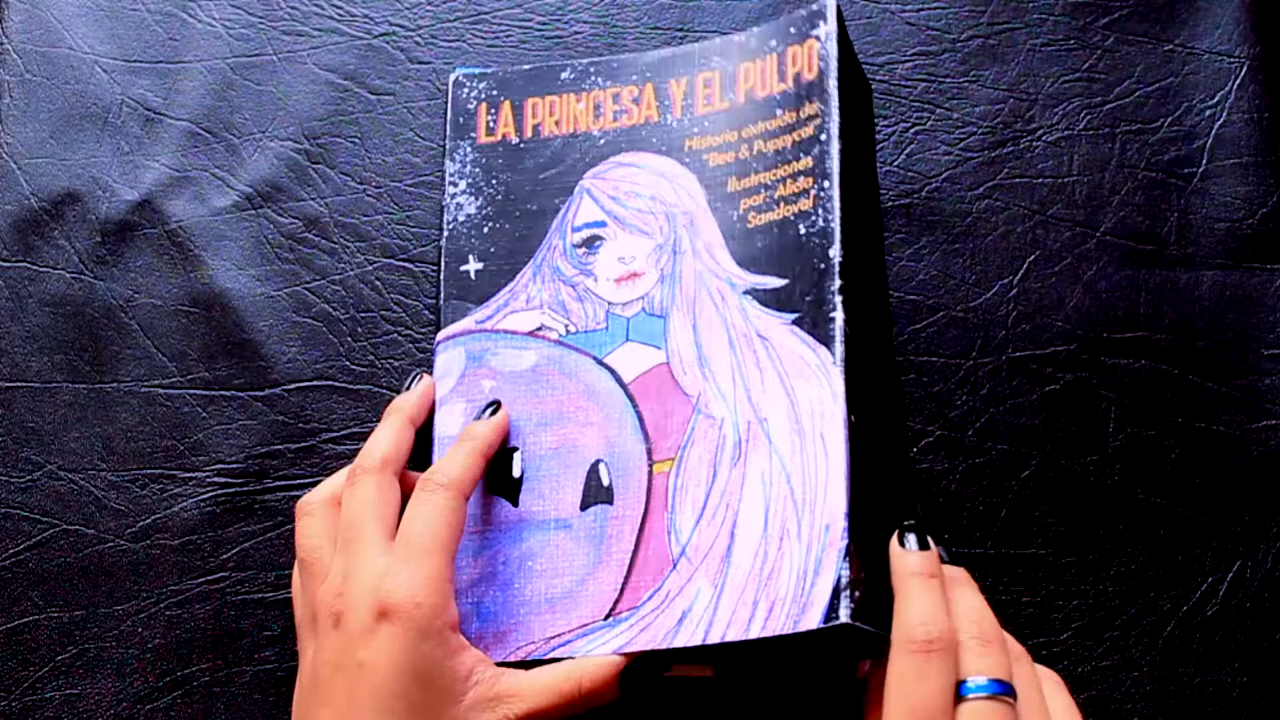 LA PRINCESA Y EL PULPO
Historia extraída de:
"Bee & Puppycat"
Ilustraciones
por: Alicia
Sandoval